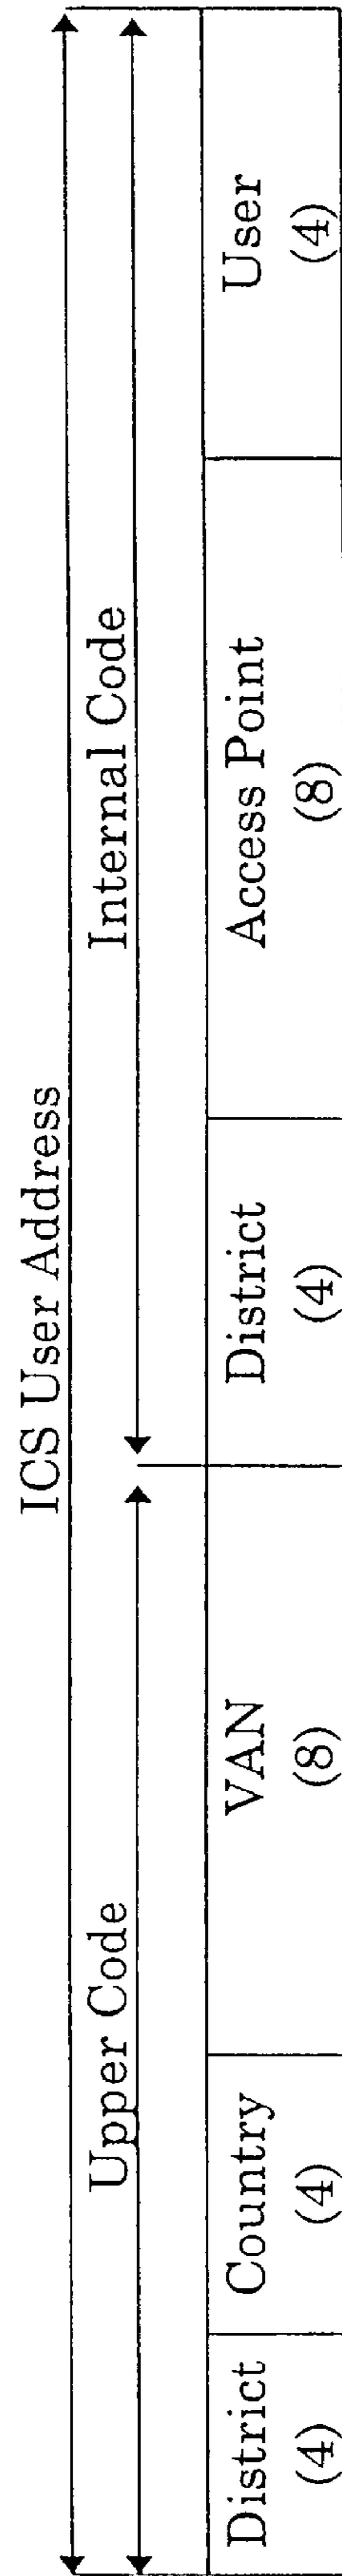 ICS User Address
Upper Code
Internal Code
District
(4)
Country
(4)
VAN
(8)
District
(4)
Access Point
(8)
User
(4)